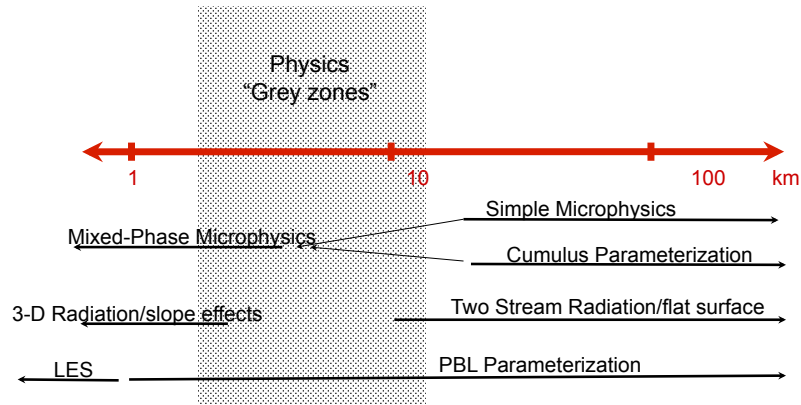 Physics
“Grey zones”
1 10 100 km
Simple Microphysics
Mixed-Phase Microphysics
Cumulus Parameterization
3-D Radiation/slope effects
Two Stream Radiation/flat surface
LES
PBL Parameterization